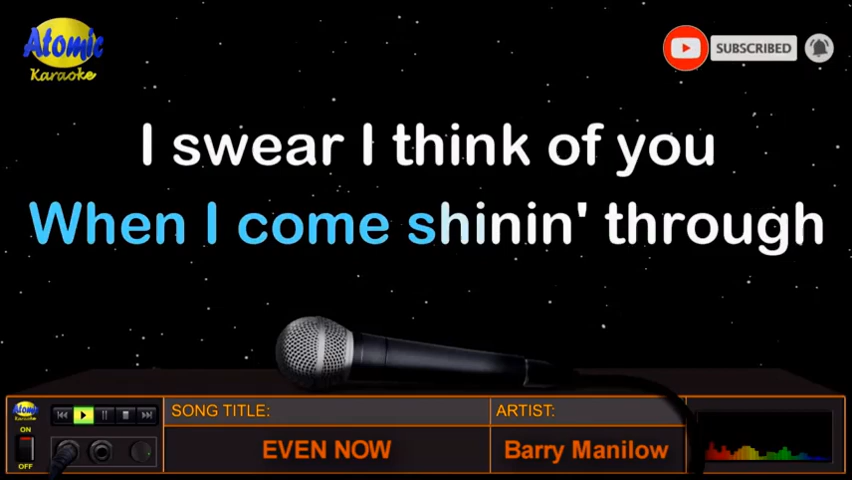 Atomic
Karaoke
SUBSCRIBED
I swear I think of you
When I come shinin' through
Atomic
Karaoke
ON
OFF
SONG TITLE:
EVEN NOW
ARTIST:
Barry Manilow